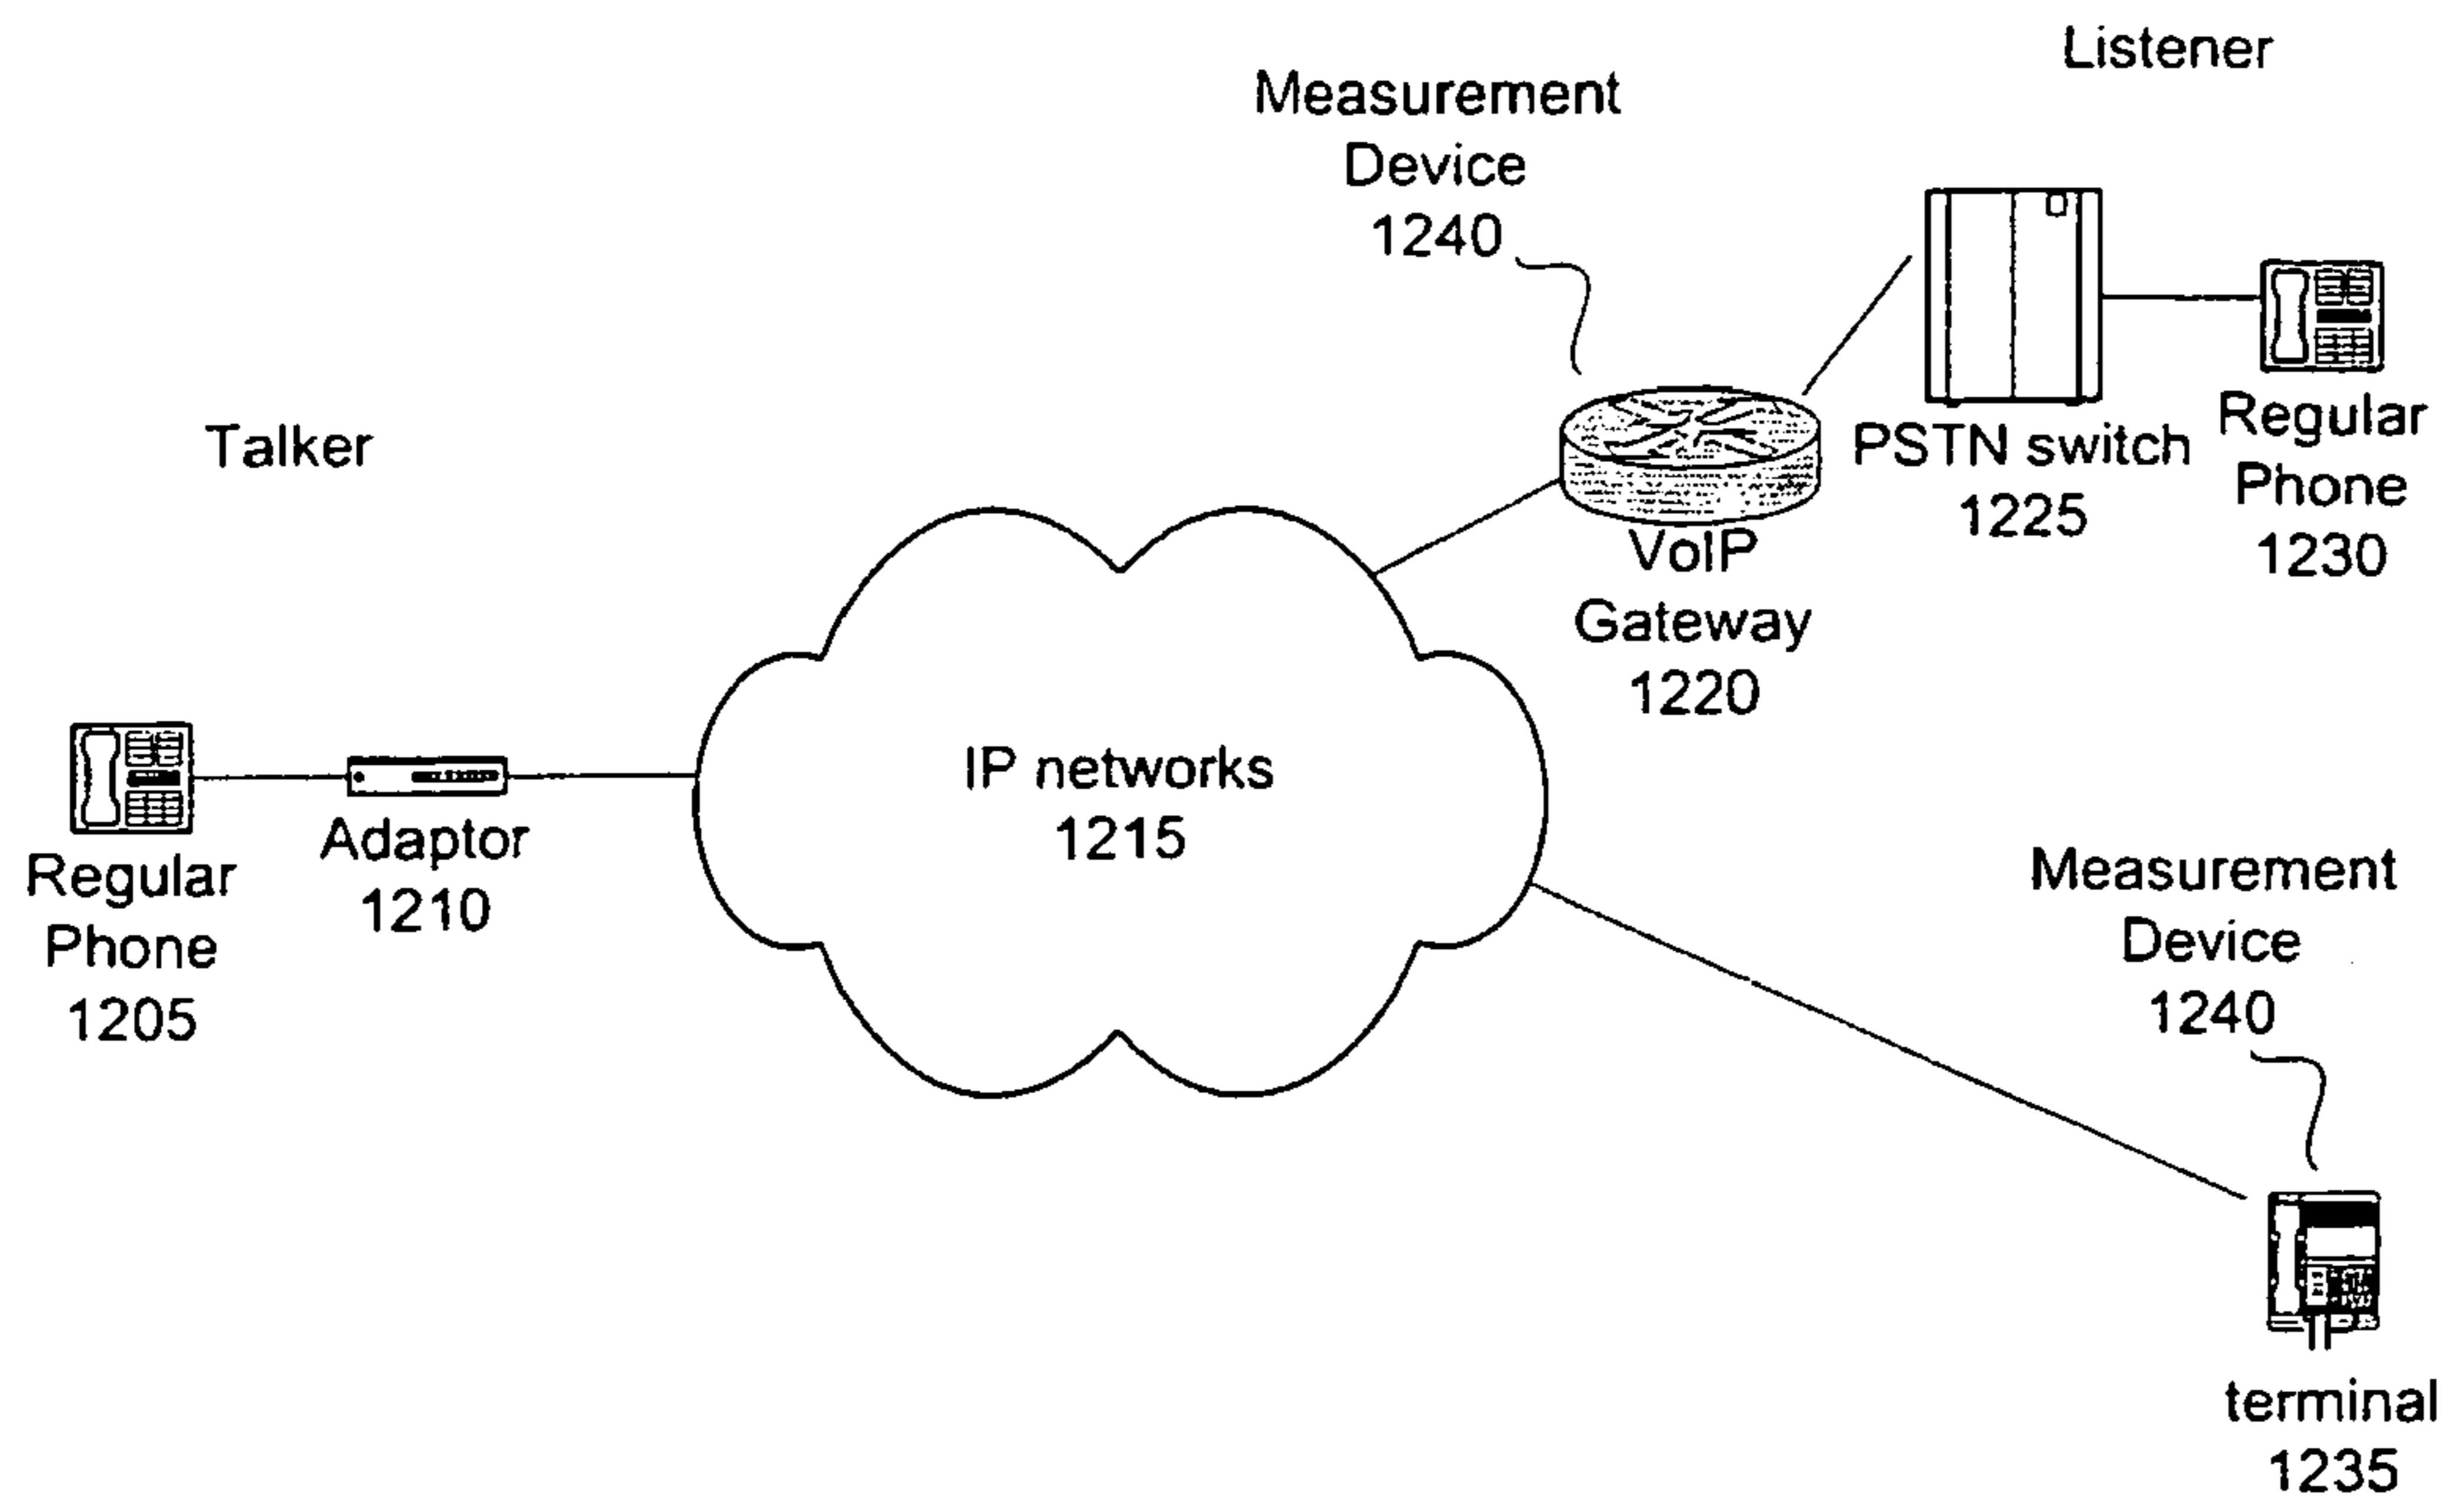 Listener
Measurement
Device
1240
Talker
PSTN switch
1225
Regular
Phone
1230
VoIP
Gateway
1220
IP networks
1215
Regular
Phone
1205
Adaptor
1210
Measurement
Device
1240
IP
terminal
1235